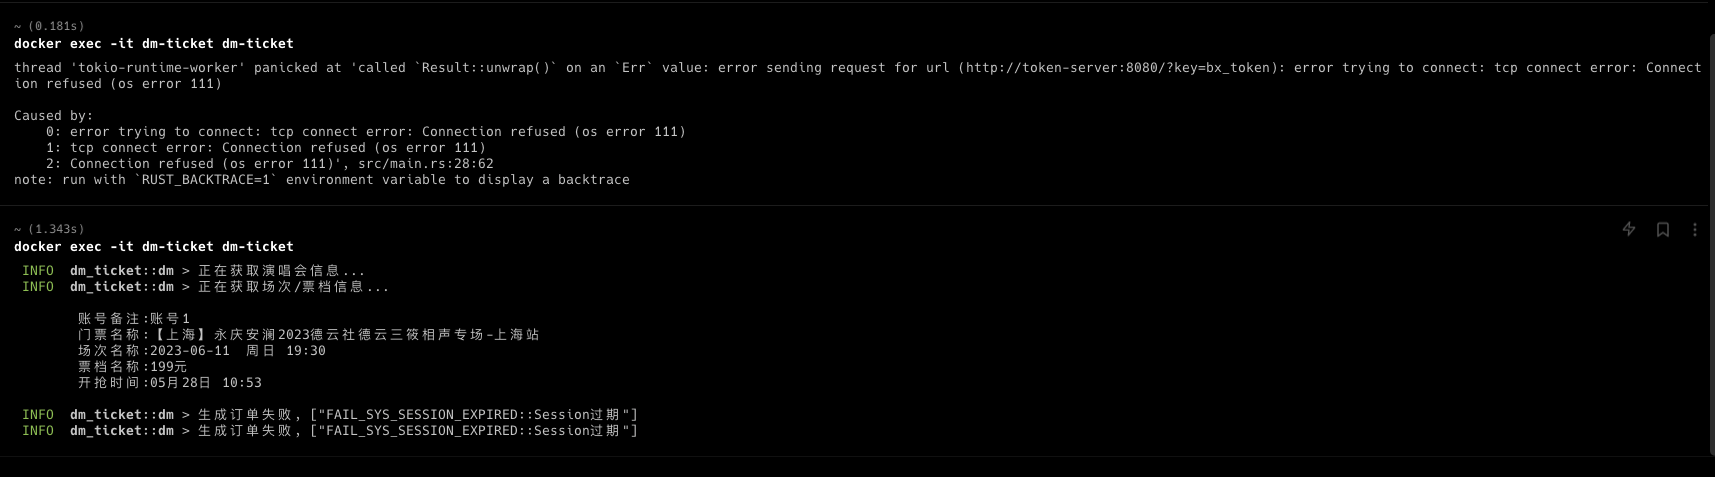 ~ (0.181s)
docker exec -it dm-ticket dm-ticket
thread 'tokio-runtime-worker' panicked at 'called `Result::unwrap()` on an `Err` value: error sending request for url (http://token-server:8080/?key=bx_token): error trying to connect: tcp connect error: Connect
ion refused (os error 111)
Caused by:
    0: error trying to connect: tcp connect error: Connection refused (os error 111)
    1: tcp connect error: Connection refused (os error 111)
    2: Connection refused (os error 111)', src/main.rs:28:62
note: run with `RUST_BACKTRACE=1` environment variable to display a backtrace
~ (1.343s)
docker exec -it dm-ticket dm-ticket
 INFO  dm_ticket::dm > 正在获取演唱会信息...
 INFO  dm_ticket::dm > 正在获取场次/票档信息...
        账号备注:账号1
        门票名称:【上海】永庆安澜2023德云社德云三筱相声专场-上海站
        场次名称:2023-06-11  周日 19:30
        票档名称:199元
        开抢时间:05月28日 10:53
 INFO  dm_ticket::dm > 生成订单失败, ["FAIL_SYS_SESSION_EXPIRED::Session过期"]
 INFO  dm_ticket::dm > 生成订单失败, ["FAIL_SYS_SESSION_EXPIRED::Session过期"]